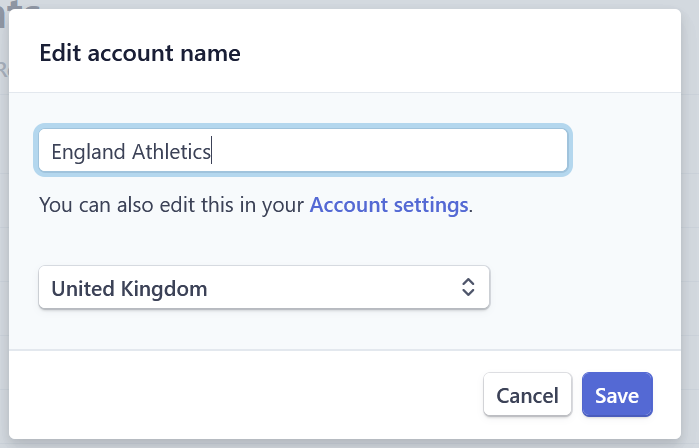 Edit account name
England Athletics
You can also edit this in your Account settings.
United Kingdom
Cancel Save